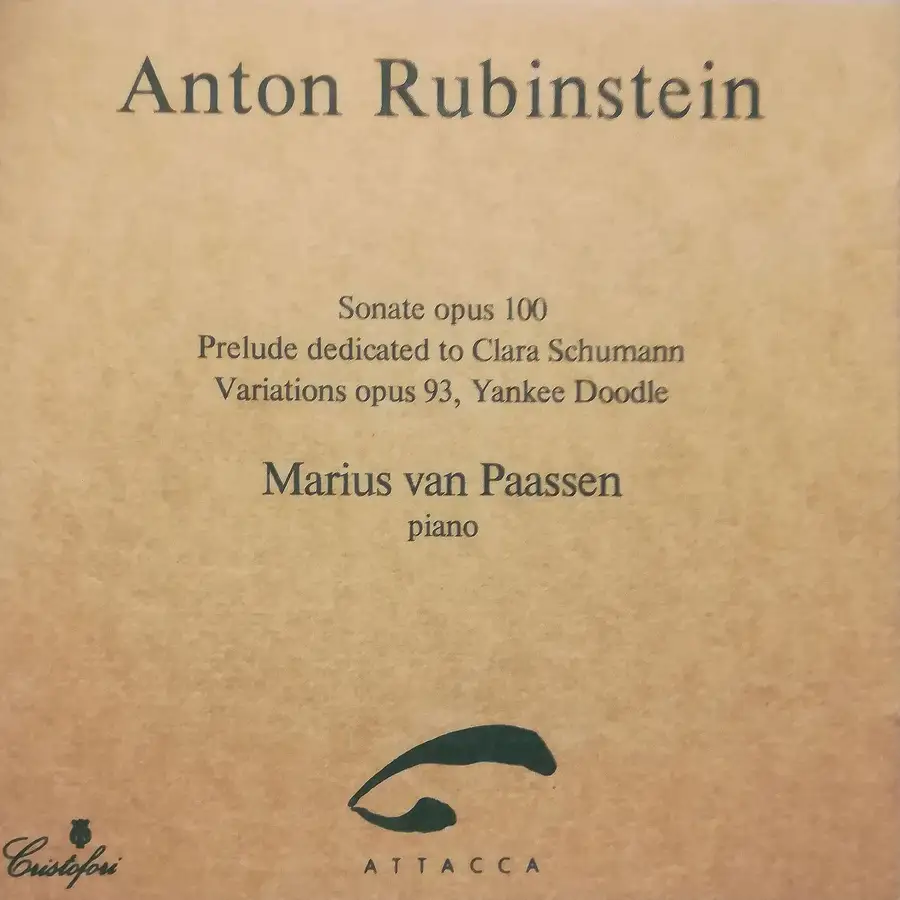 Anton Rubinstein
Sonate opus 100
Prelude dedicated to Clara Schumann
Variations opus 93, Yankee Doodle
Marius van Paassen
piano
Cristofori
ATTACCA